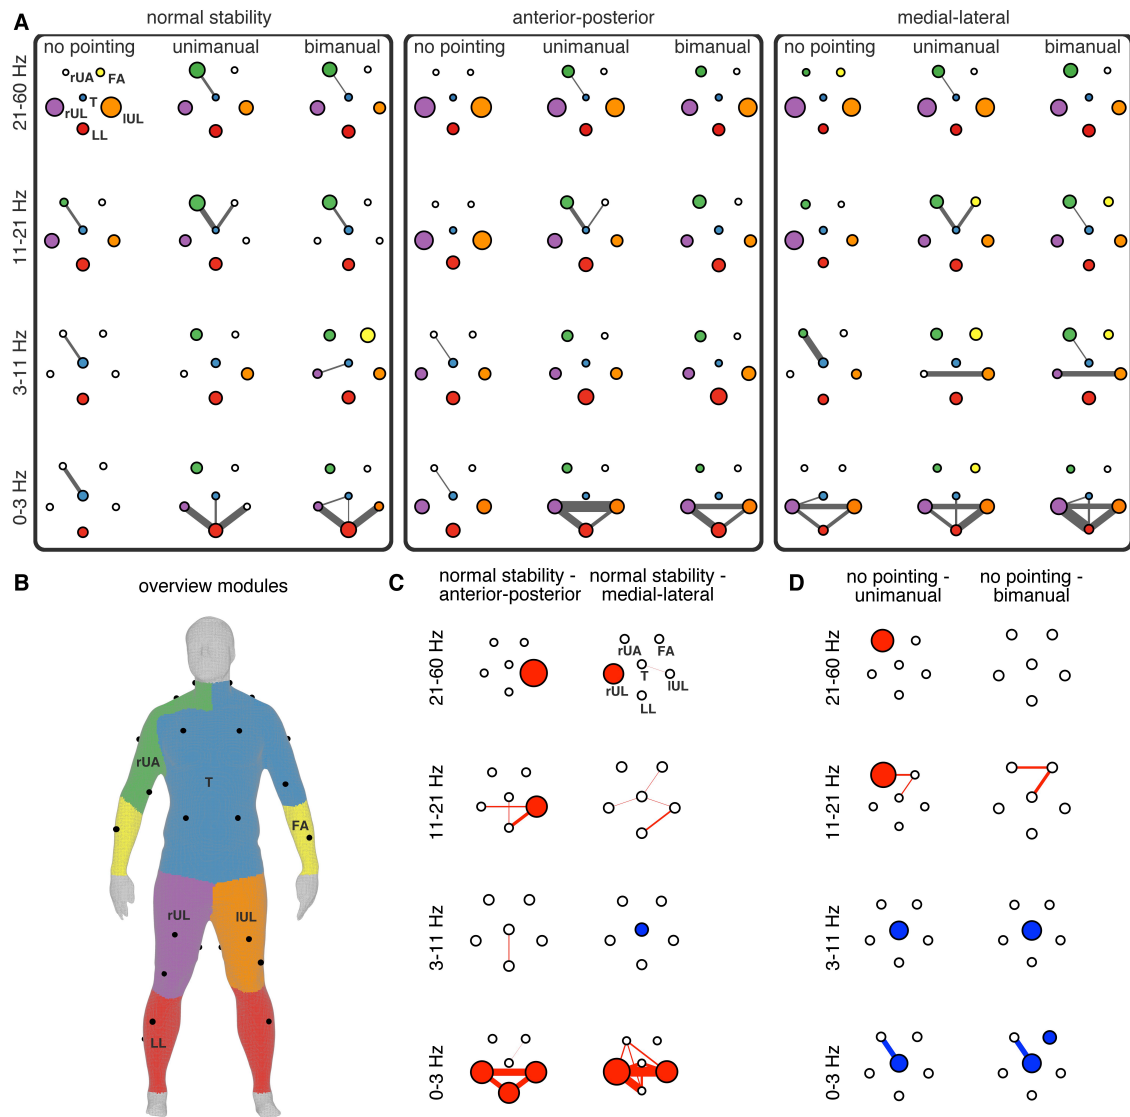 A
normal stability
anterior-posterior
medial-lateral
no pointing
unimanual
bimanual
no pointing
unimanual
bimanual
no pointing
unimanual
bimanual
21-60 Hz
rUA
FA
T
rUL
lUL
LL
11-21 Hz
3-11 Hz
0-3 Hz
B
overview modules
rUA
T
FA
rUL
lUL
LL
C
normal stability -
anterior-posterior
normal stability -
medial-lateral
21-60 Hz
rUA
FA
T
rUL
lUL
LL
11-21 Hz
3-11 Hz
0-3 Hz
D
no pointing -
unimanual
no pointing -
bimanual
21-60 Hz
11-21 Hz
3-11 Hz
0-3 Hz